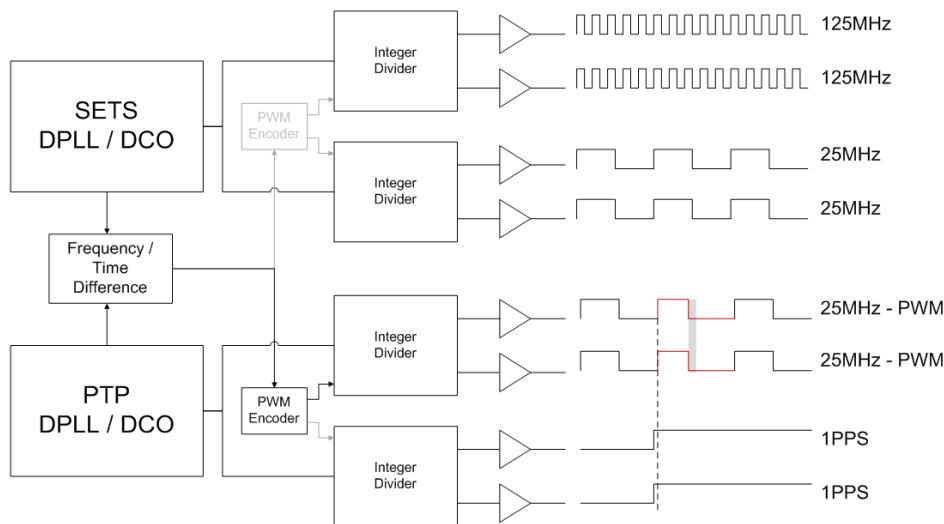 125MHz
Integer
Divider
125MHz
SETS
DPLL / DCO
PWM
Encoder
25MHz
Integer
Divider
25MHz
Frequency /
Time
Difference
25MHz - PWM
Integer
Divider
25MHz - PWM
PTP
DPLL / DCO
PWM
Encoder
1PPS
Integer
Divider
1PPS